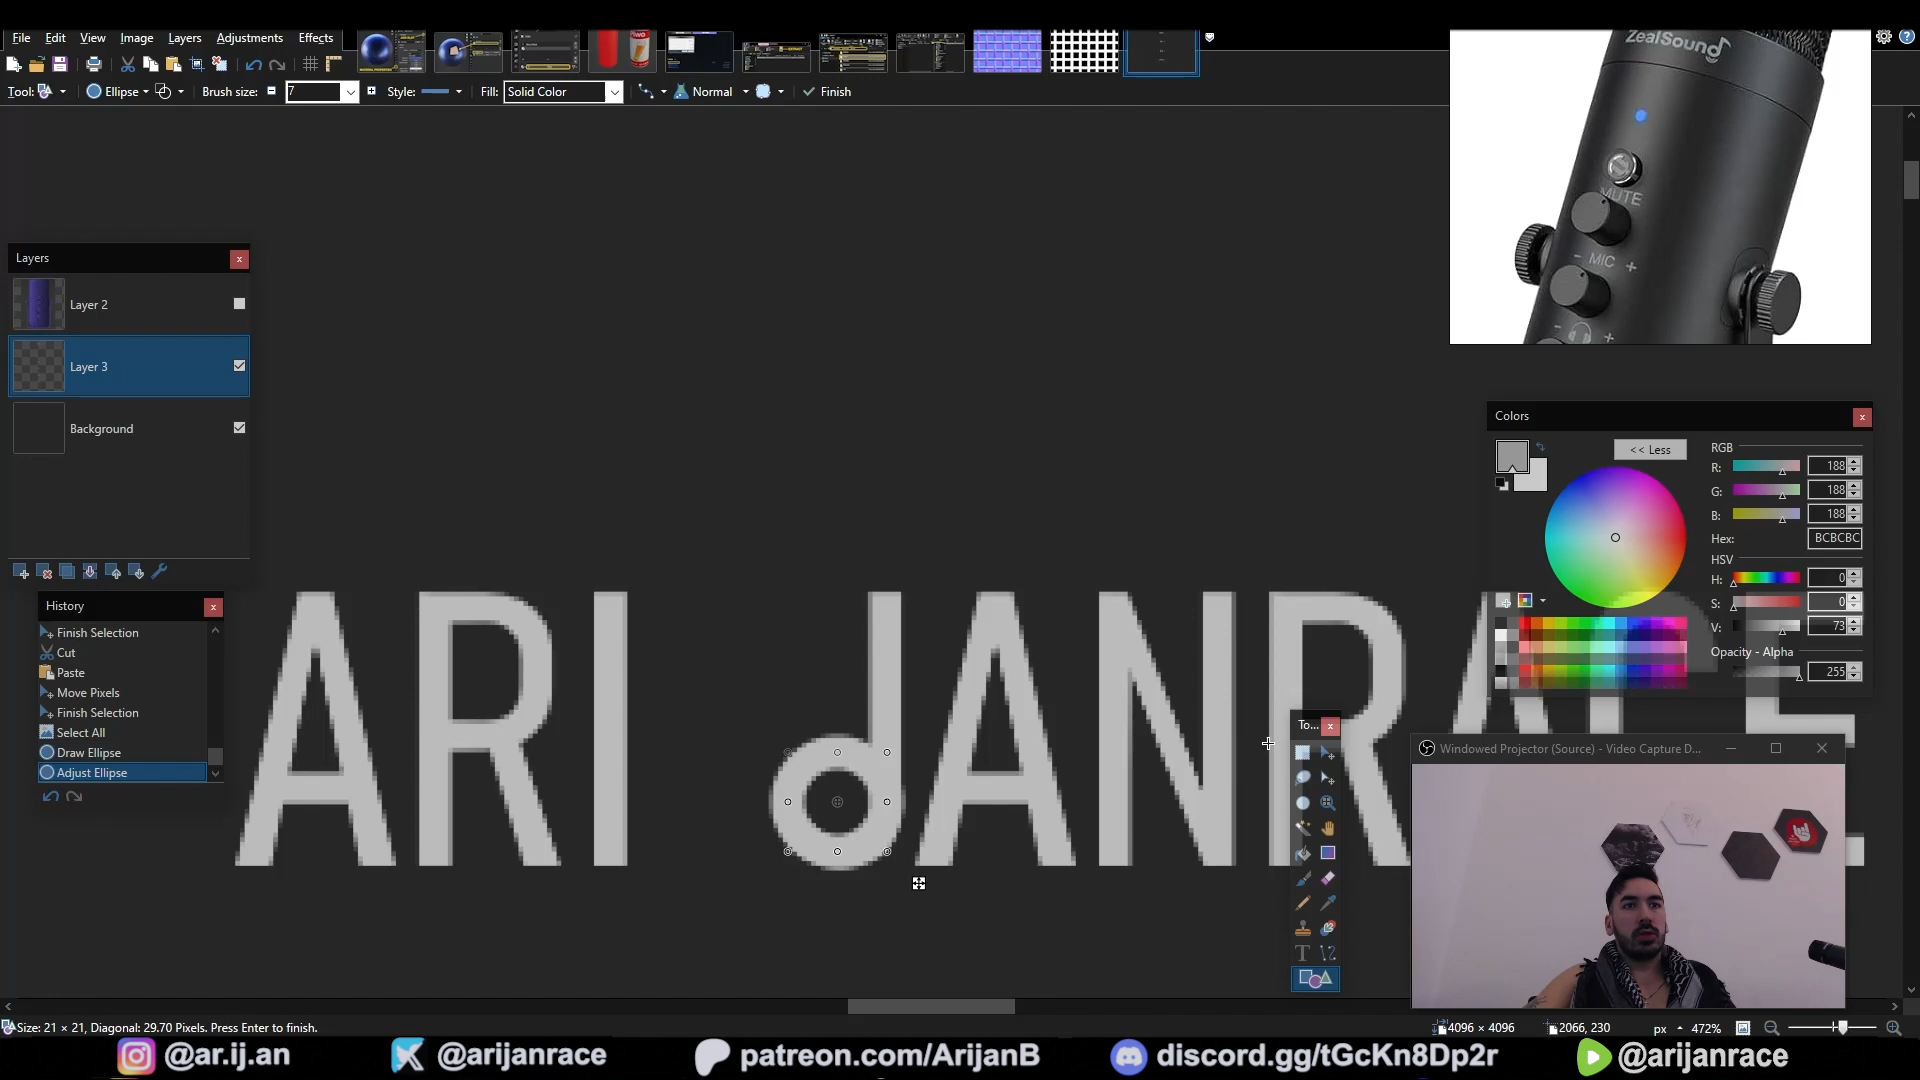 File Edit View Image Layers Adjustments Effects
Tool: Ellipse Brush size: 7 Style: Fill: Solid Color Normal Finish
ZealSound
MUTE
- MIC +
- +
Layers x
Layer 2
Layer 3
Background
Colors x
<< Less
RGB
R: 188
G: 188
B: 188
Hex: BCBCBC
HSV
H: 0
S: 0
V: 73
Opacity - Alpha
255
History x
Finish Selection
Cut
Paste
Move Pixels
Finish Selection
Select All
Draw Ellipse
Adjust Ellipse
ARI JANRA E
To... x
Windowed Projector (Source) - Video Capture D...
Size: 21 × 21, Diagonal: 29.70 Pixels. Press Enter to finish.
4096 × 4096 2066, 230 px 472%
@ar.ij.an @arijanrace patreon.com/ArijanB discord.gg/tGcKn8Dp2r @arijanrace